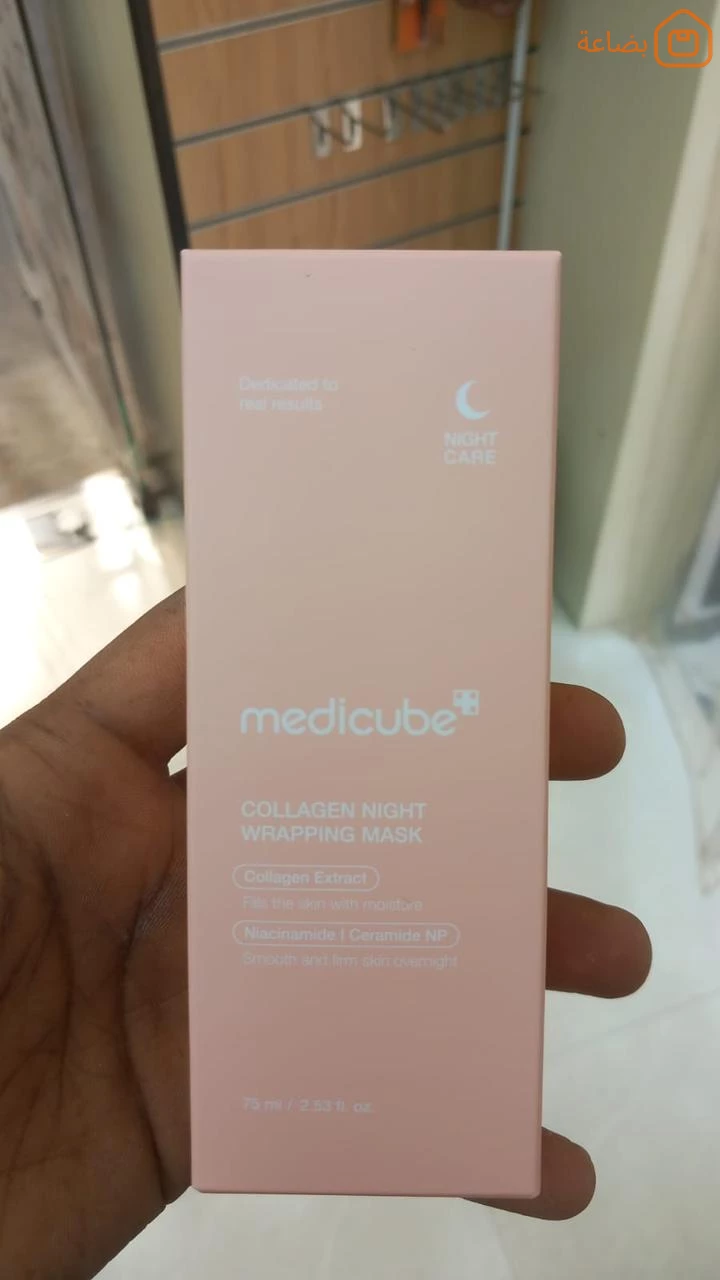 بضاعة
Dedicated to
real results
NIGHT
CARE
medicube
COLLAGEN NIGHT
WRAPPING MASK
Collagen Extract
Fills the skin with moisture
Niacinamide | Ceramide NP
Smooth and firm skin overnight
75 ml / 2.53 fl. oz.